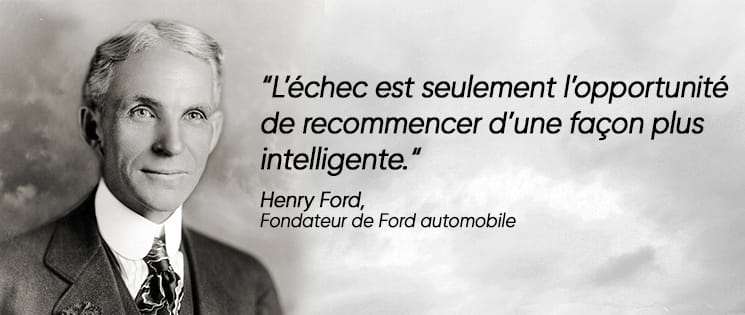 “L’échec est seulement l’opportunité
de recommencer d’une façon plus
intelligente.“
Henry Ford,
Fondateur de Ford automobile